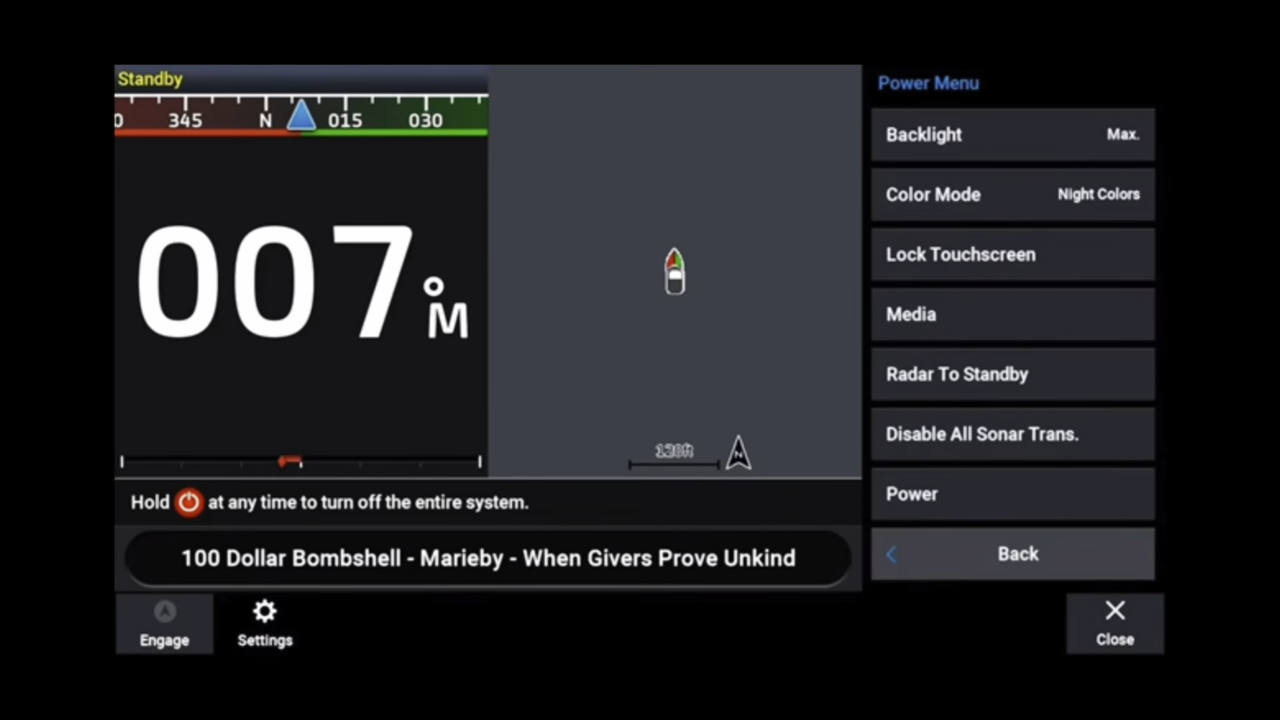 Standby
0 345 N 015 030
007°M
120ft
N
Hold at any time to turn off the entire system.
100 Dollar Bombshell - Marieby - When Givers Prove Unkind
Engage
Settings
Power Menu
Backlight Max.
Color Mode Night Colors
Lock Touchscreen
Media
Radar To Standby
Disable All Sonar Trans.
Power
Back
Close